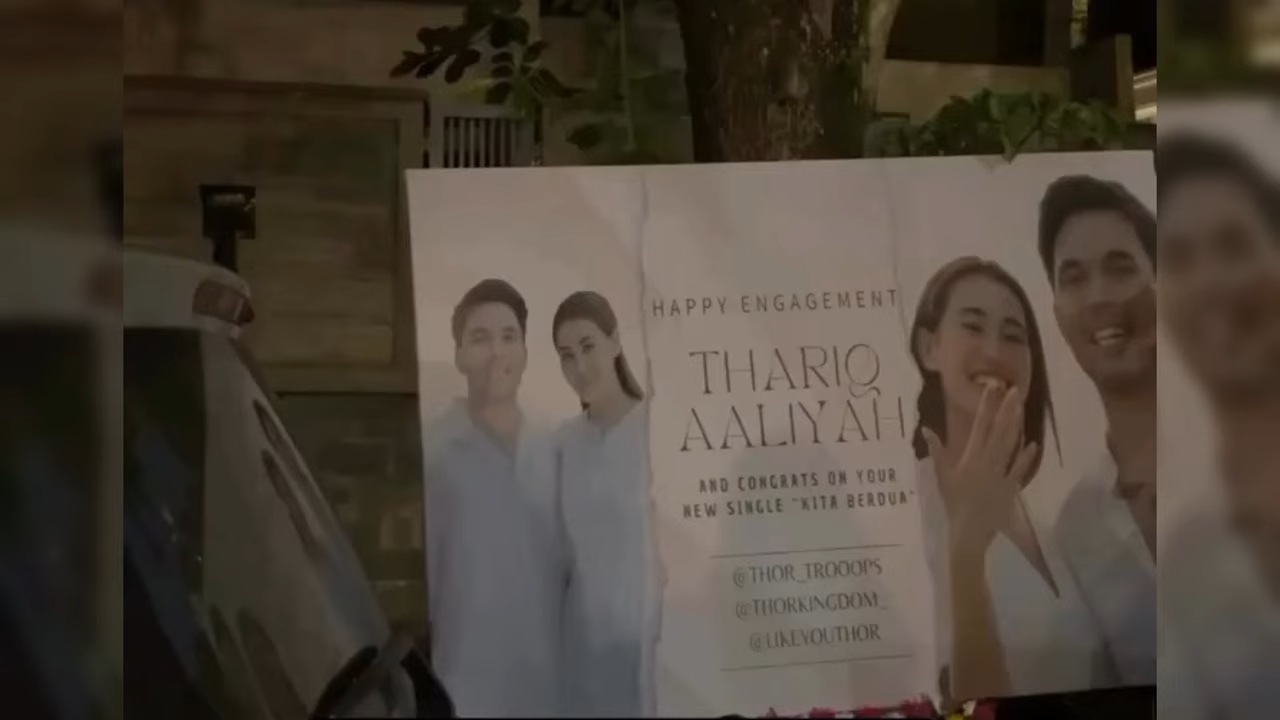 HAPPY ENGAGEMENT
THARIQ
AALIYAH
AND CONGRATS ON YOUR
NEW SINGLE "KITA BERDUA"
@THOR_TROOOPS
@THORKINGDOM_
@LIKEYOUTHOR